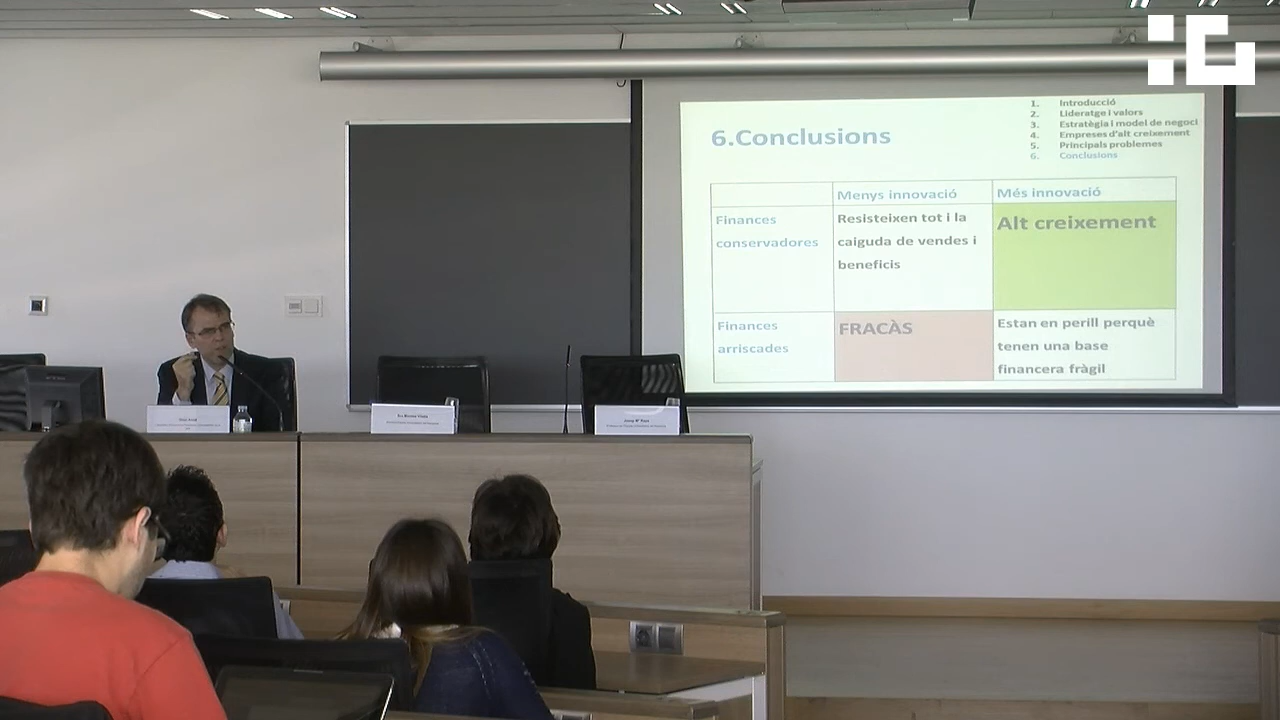 1. Introducció
2. Lideratge i valors
3. Estratègia i model de negoci
4. Empreses d'alt creixement
5. Principals problemes
6. Conclusions
6.Conclusions
Menys innovació
Més innovació
Finances
conservadores
Resisteixen tot i la
caiguda de vendes i
beneficis
Alt creixement
Finances
arriscades
FRACÀS
Estan en perill perquè
tenen una base
financera fràgil